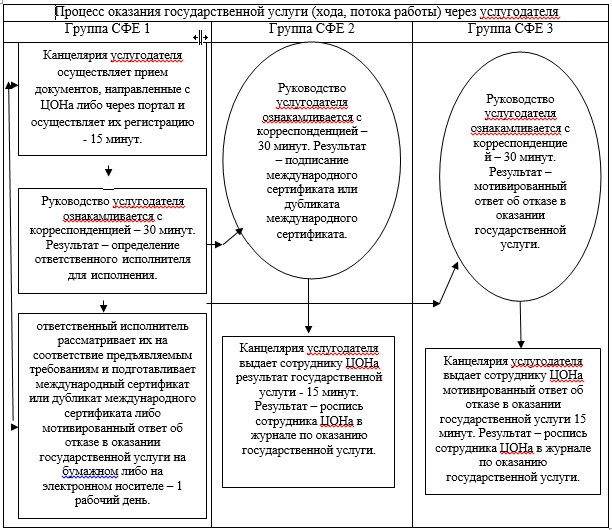 Процесс оказания государственной услуги (хода, потока работы) через услугодателя
Группа СФЕ 1
Группа СФЕ 2
Группа СФЕ 3
Канцелярия услугодателя
осуществляет прием
документов, направленные с
ЦОНа либо через портал и
осуществляет их регистрацию
- 15 минут.
Руководство услугодателя
ознакамливается с
корреспонденцией – 30 минут.
Результат – определение
ответственного исполнителя
для исполнения.
ответственный исполнитель
рассматривает их на
соответствие предъявляемым
требованиям и подготавливает
международный сертификат
или дубликат международного
сертификата либо
мотивированный ответ об
отказе в оказании
государственной услуги на
бумажном либо на
электронном носителе – 1
рабочий день.
Руководство
услугодателя
ознакамливается с
корреспонденцией –
30 минут. Результат
– подписание
международного
сертификата или
дубликата
международного
сертификата.
Канцелярия услугодателя
выдает сотруднику ЦОНа
результат государственной
услуги - 15 минут.
Результат – роспись
сотрудника ЦОНа в
журнале по оказанию
государственной услуги.
Руководство
услугодателя
ознакамливается с
корреспонденцие
й – 30 минут.
Результат –
мотивированный
ответ об отказе в
оказании
государственной
услуги.
Канцелярия услугодателя
выдает сотруднику ЦОНа
мотивированный ответ об
отказе в оказании
государственной услуги 15
минут. Результат – роспись
сотрудника ЦОНа в журнале
по оказанию
государственной услуги.